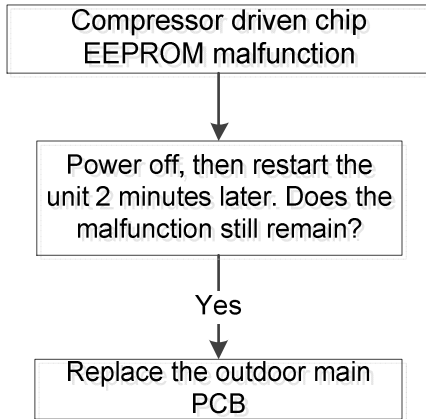 Compressor driven chip
EEPROM malfunction
Power off, then restart the
unit 2 minutes later. Does the
malfunction still remain?
Yes
Replace the outdoor main
PCB